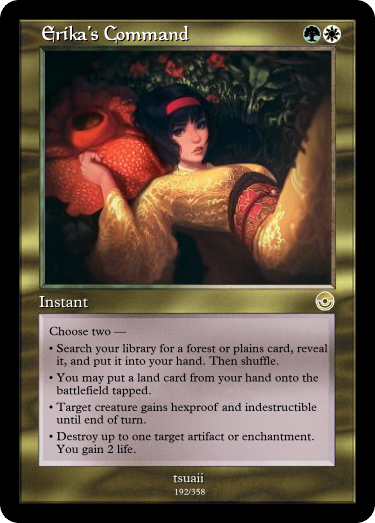 Erika's Command
Instant
Choose two —
• Search your library for a forest or plains card, reveal
it, and put it into your hand. Then shuffle.
• You may put a land card from your hand onto the
battlefield tapped.
• Target creature gains hexproof and indestructible
until end of turn.
• Destroy up to one target artifact or enchantment.
You gain 2 life.
tsuaii
192/358